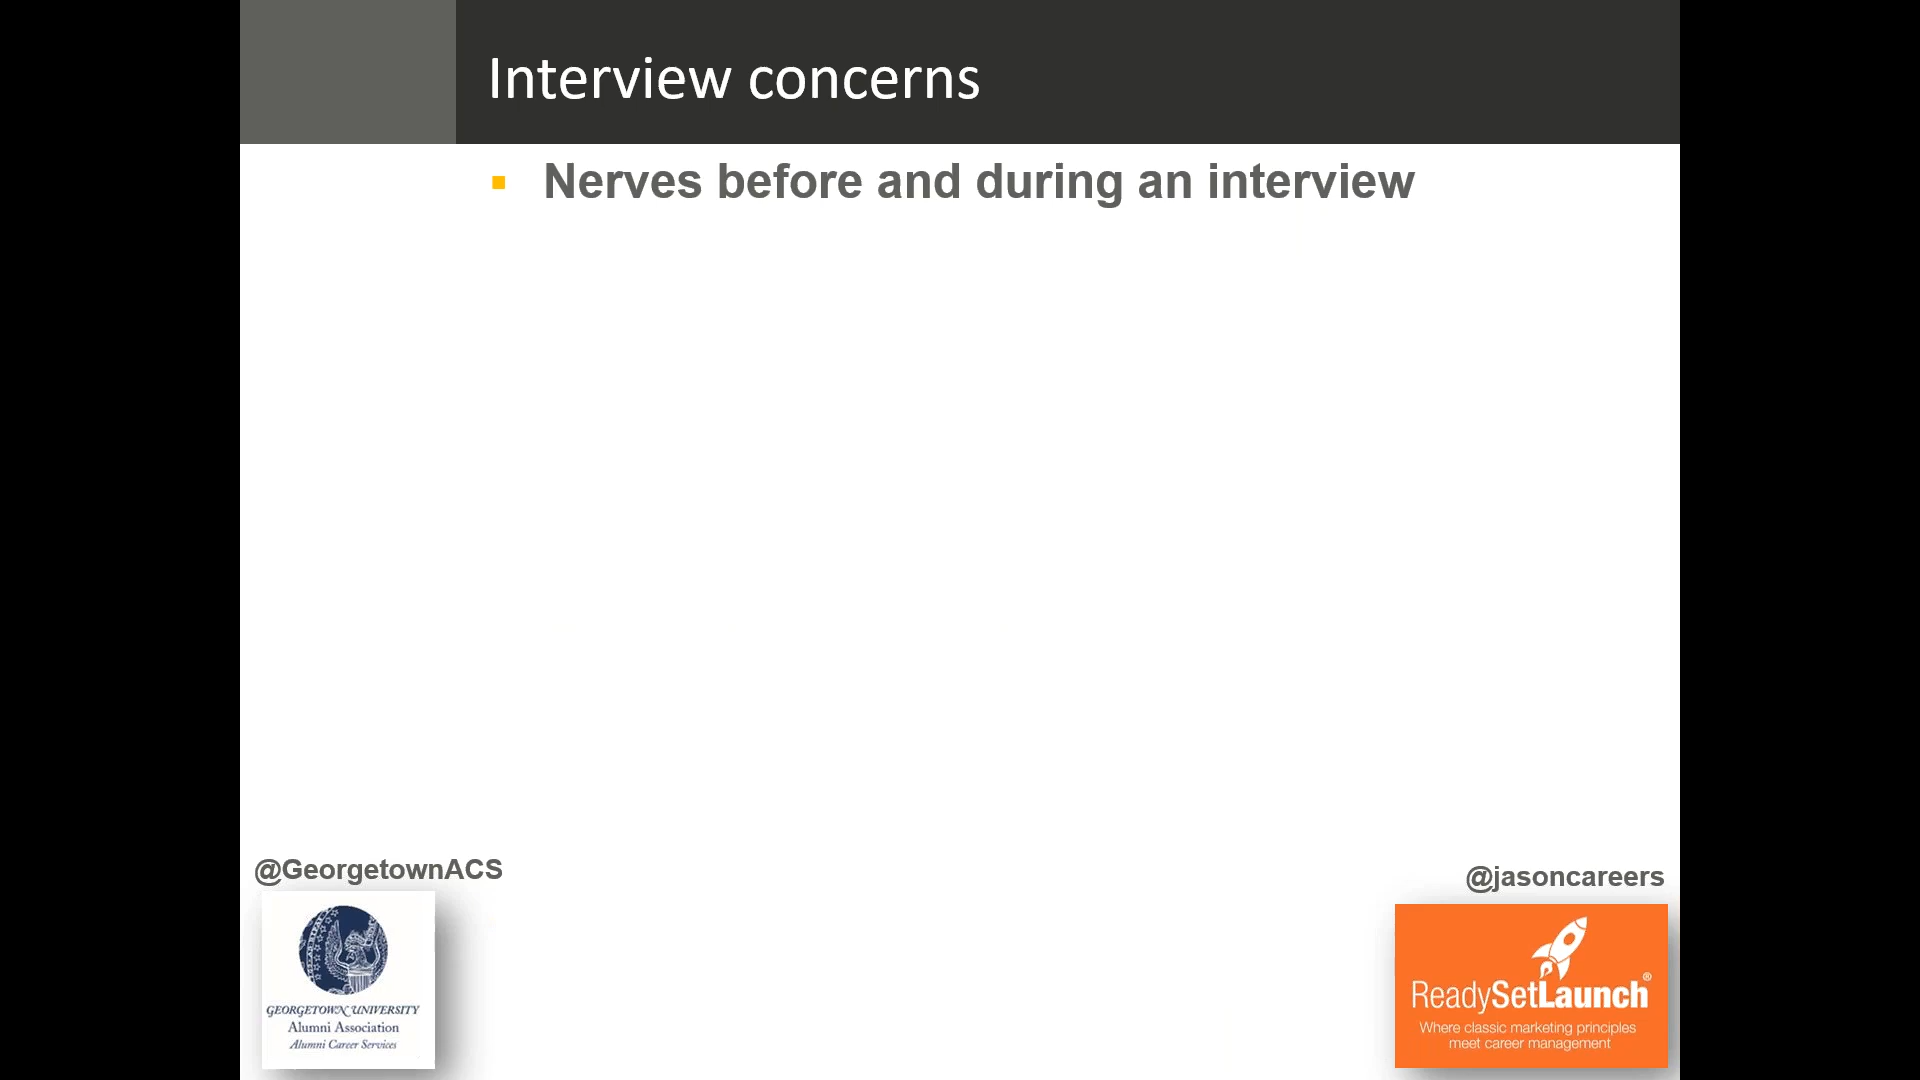 Interview concerns
Nerves before and during an interview
@GeorgetownACS
GEORGETOWN UNIVERSITY
Alumni Association
Alumni Career Services
@jasoncareers
ReadySetLaunch®
Where classic marketing principles
meet career management